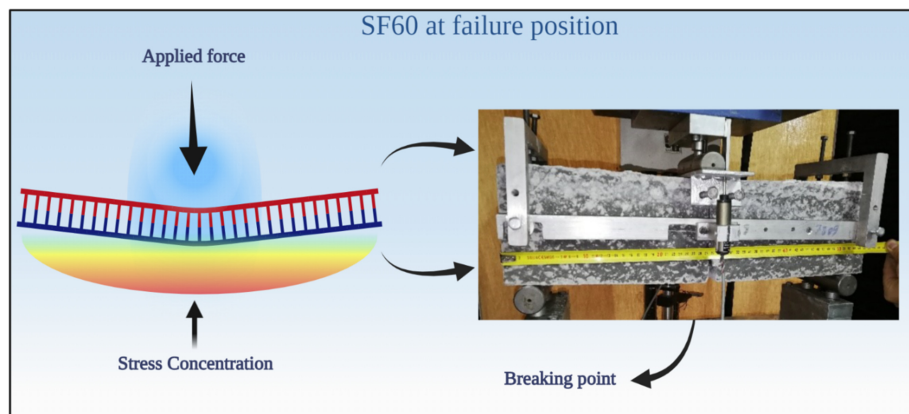 SF60 at failure position
Applied force
Stress Concentration
Breaking point